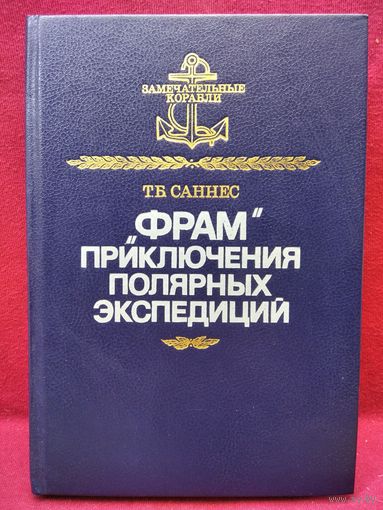 ЗАМЕЧАТЕЛЬНЫЕ
КОРАБЛИ
Т.Б. САННЕС
„ФРАМ"
ПРИКЛЮЧЕНИЯ
ПОЛЯРНЫХ
ЭКСПЕДИЦИЙ